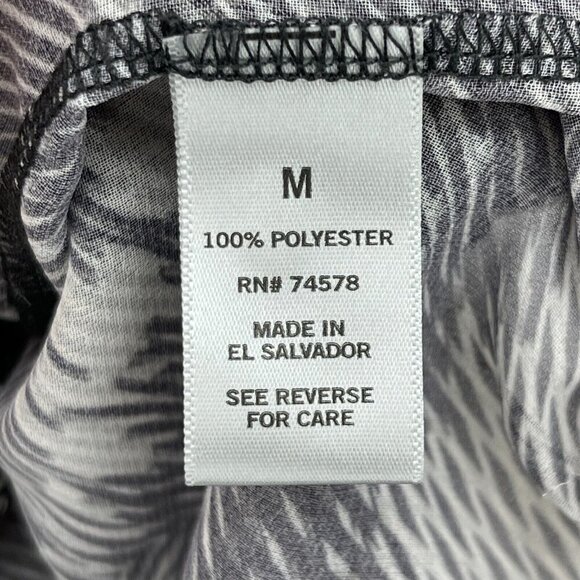 M
100% POLYESTER
RN# 74578
MADE IN
EL SALVADOR
SEE REVERSE
FOR CARE